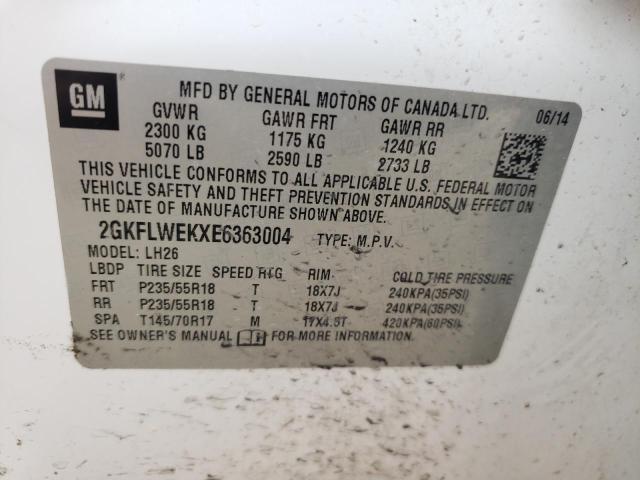 GM
MFD BY GENERAL MOTORS OF CANADA LTD.
06/14
GVWR GAWR FRT GAWR RR
2300 KG 1175 KG 1240 KG
5070 LB 2590 LB 2733 LB
THIS VEHICLE CONFORMS TO ALL APPLICABLE U.S. FEDERAL MOTOR
VEHICLE SAFETY AND THEFT PREVENTION STANDARDS IN EFFECT ON
THE DATE OF MANUFACTURE SHOWN ABOVE.
2GKFLWEKXE6363004 TYPE: M.P.V.
MODEL: LH26
LBDP TIRE SIZE SPEED RTG RIM COLD TIRE PRESSURE
FRT P235/55R18 T 18X7J 240KPA(35PSI)
RR P235/55R18 T 18X7J 240KPA(35PSI)
SPA T145/70R17 M 17X4.5T 420KPA(60PSI)
SEE OWNER'S MANUAL FOR MORE INFORMATION.